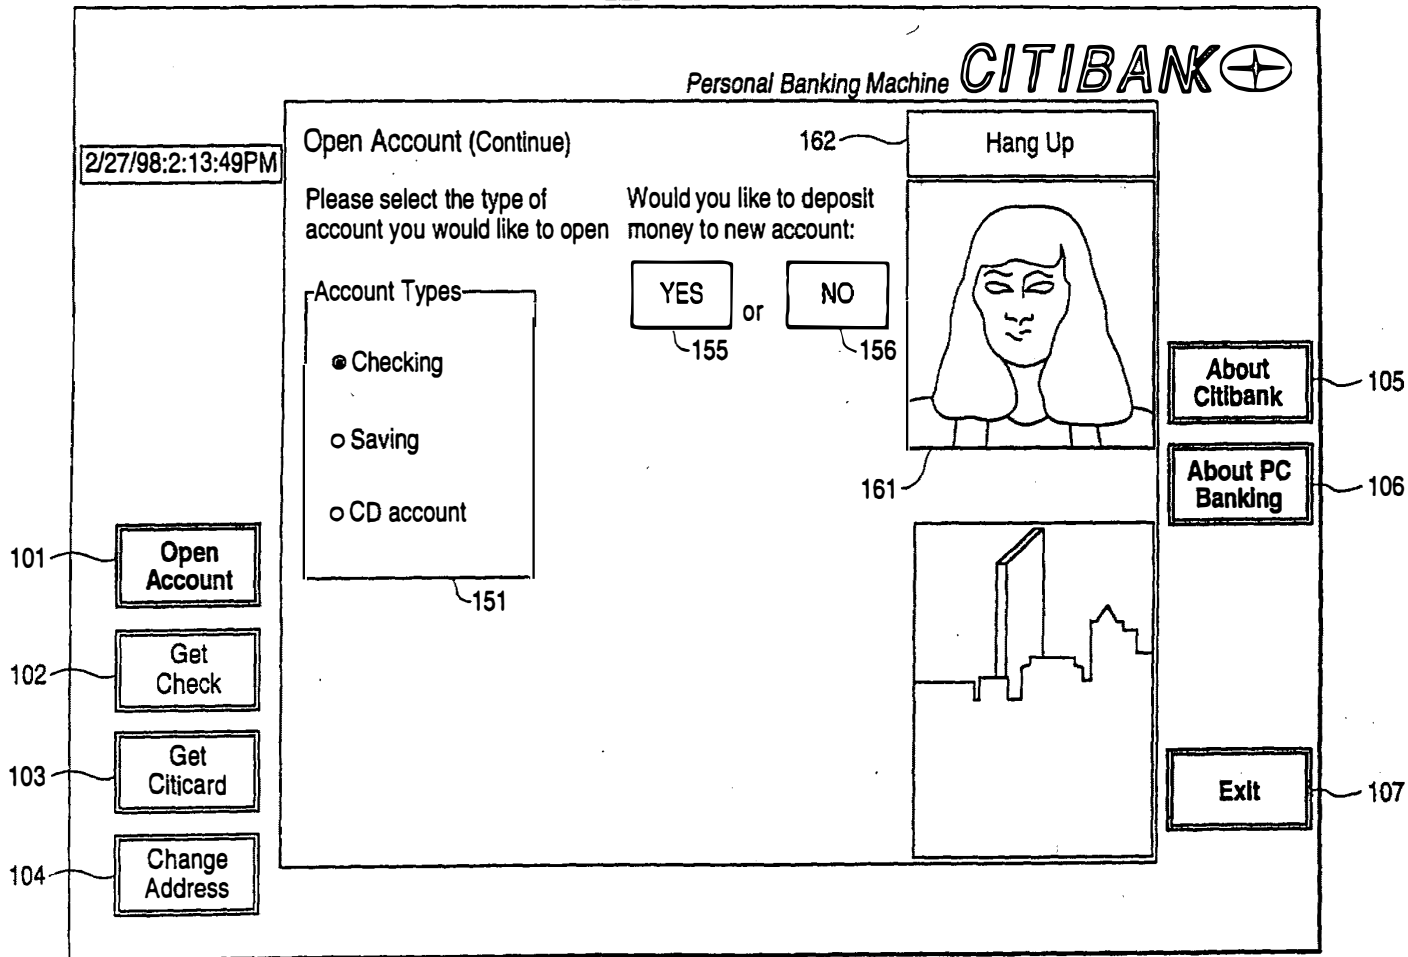 Personal Banking Machine CITIBANK
2/27/98:2:13:49PM
Open Account (Continue)
162
Hang Up
Please select the type of
account you would like to open
Would you like to deposit
money to new account:
Account Types
YES
or
NO
155
156
Checking
Saving
CD account
151
161
About
Citibank
105
About PC
Banking
106
101
Open
Account
102
Get
Check
103
Get
Citicard
104
Change
Address
Exit
107